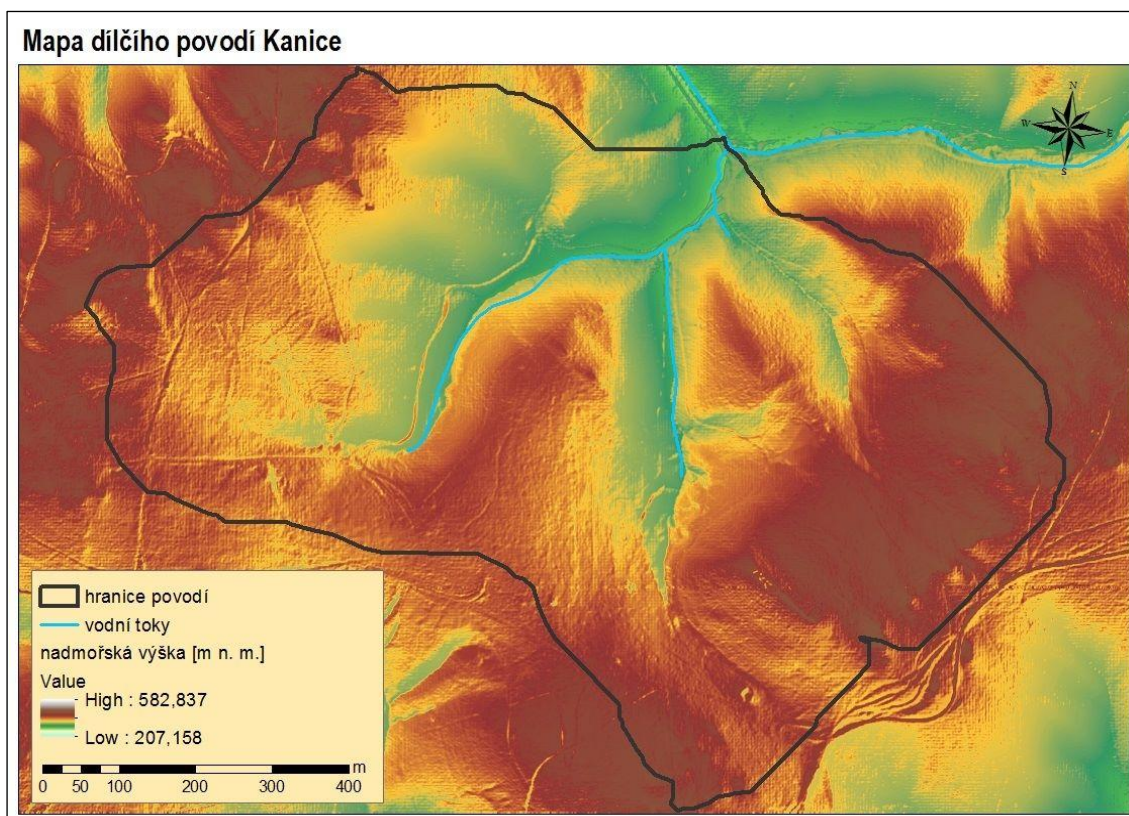 Mapa dílčího povodí Kanice
N
W
E
S
hranice povodí
vodní toky
nadmořská výška [m n. m.]
Value
High : 582,837
Low : 207,158
m
0 50 100 200 300 400